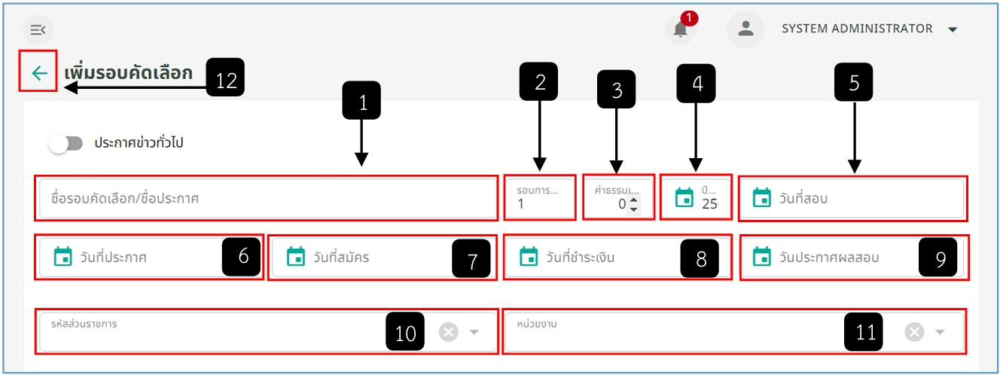 1
SYSTEM ADMINISTRATOR
เพิ่มรอบคัดเลือก
12
1
2
3
4
5
ประกาศข่าวทั่วไป
ชื่อรอบคัดเลือก/ชื่อประกาศ
รอบการ...
1
ค่าธรรมเ...
0
ปี...
25
วันที่สอบ
วันที่ประกาศ
6
วันที่สมัคร
7
วันที่ชำระเงิน
8
วันประกาศผลสอบ
9
รหัสส่วนราชการ
10
หน่วยงาน
11